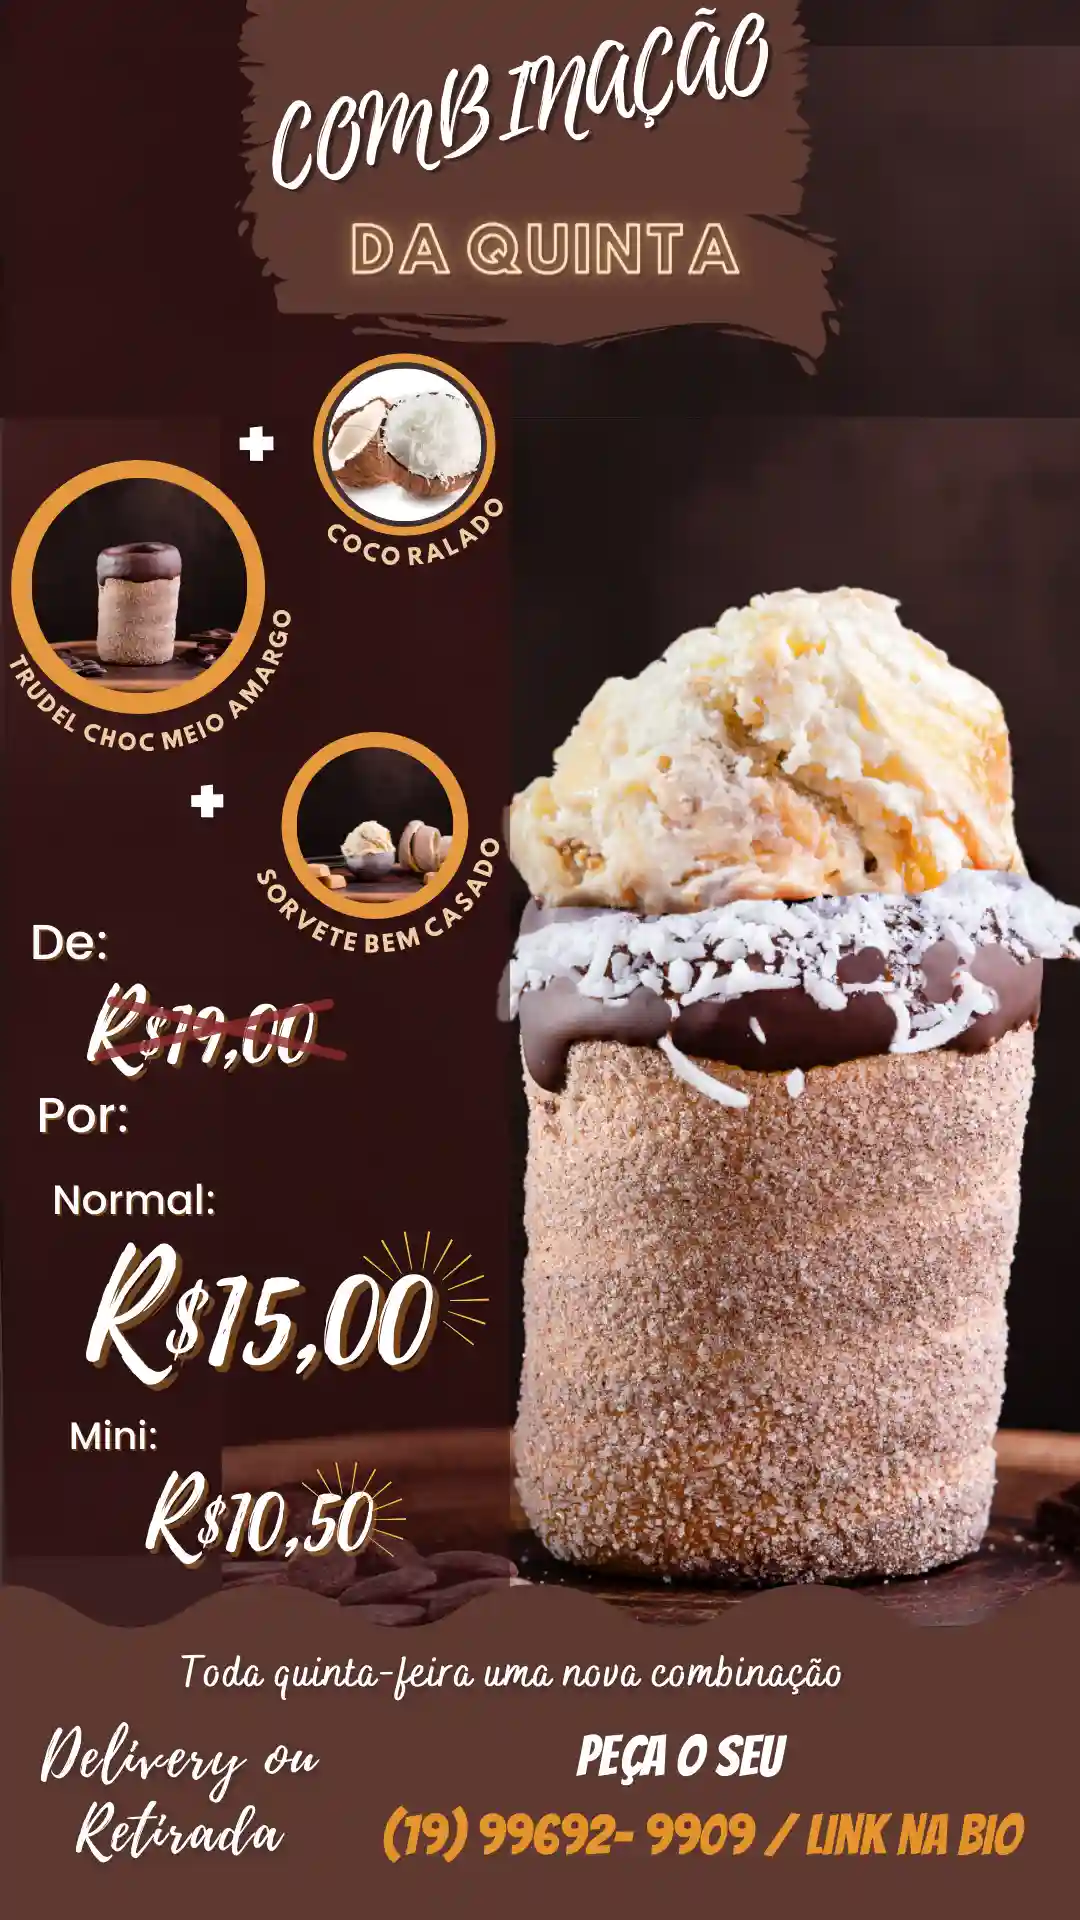 COMBINAÇÃO
DA QUINTA
COCO RALADO
TRUDEL CHOC MEIO AMARGO
SORVETE BEM CASADO
De:
R$19,00
Por:
Normal:
R$15,00
Mini:
R$10,50
Toda quinta-feira uma nova combinação
Delivery ou
Retirada
PEÇA O SEU
(19) 99692- 9909 / LINK NA BIO